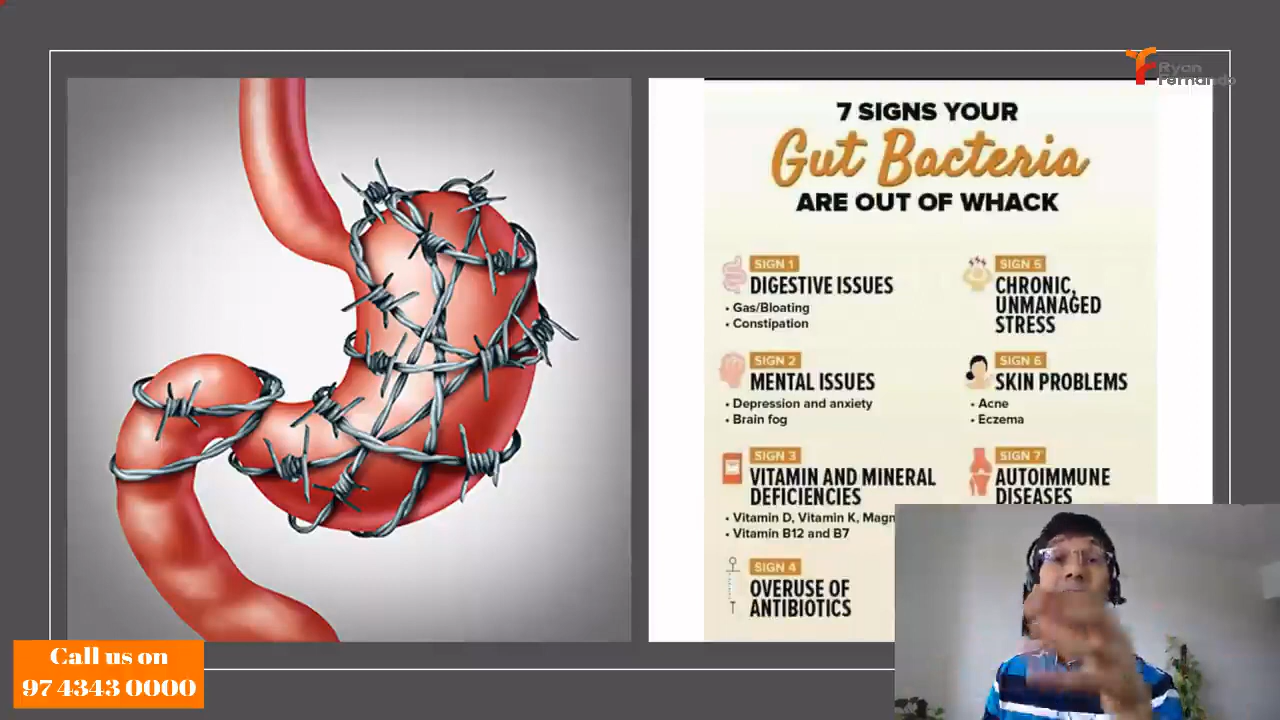 Ryan
Fernando
7 SIGNS YOUR
Gut Bacteria
ARE OUT OF WHACK
SIGN 1
DIGESTIVE ISSUES
• Gas/Bloating
• Constipation
SIGN 2
MENTAL ISSUES
• Depression and anxiety
• Brain fog
SIGN 3
VITAMIN AND MINERAL
DEFICIENCIES
• Vitamin D, Vitamin K,
• Vitamin B12 and B7
SIGN 4
OVERUSE OF
ANTIBIOTICS
SIGN 5
CHRONIC,
UNMANAGED
STRESS
SIGN 6
SKIN PROBLEMS
• Acne
• Eczema
SIGN 7
AUTOIMMUNE
DISEASES
Call us on
97 4343 0000